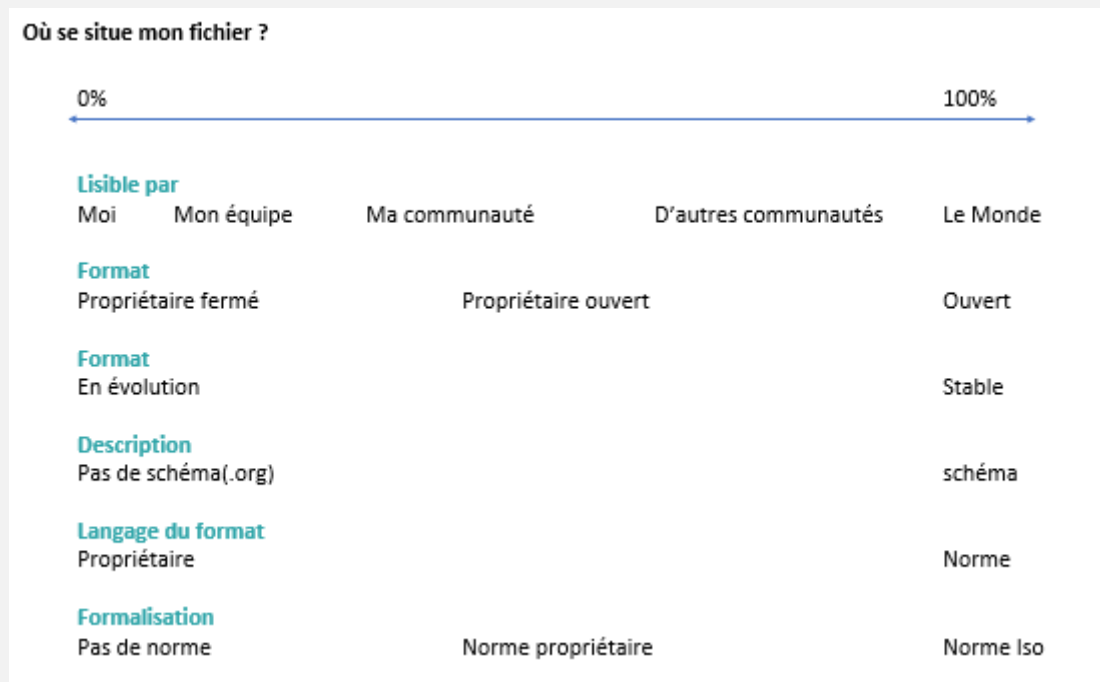 Où se situe mon fichier ?
0% 100%
Lisible par
Moi Mon équipe Ma communauté D'autres communautés Le Monde
Format
Propriétaire fermé Propriétaire ouvert Ouvert
Format
En évolution Stable
Description
Pas de schéma(.org) schéma
Langage du format
Propriétaire Norme
Formalisation
Pas de norme Norme propriétaire Norme Iso